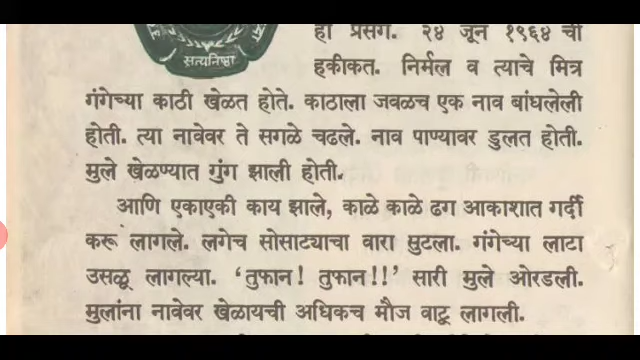 सत्यनिष्ठा
हा प्रसंग. २४ जून १९६४ ची
हकीकत. निर्मल व त्याचे मित्र
गंगेच्या काठी खेळत होते. काठाला जवळच एक नाव बांधलेली
होती. त्या नावेवर ते सगळे चढले. नाव पाण्यावर डुलत होती.
मुले खेळण्यात गुंग झाली होती.
आणि एकाएकी काय झाले, काळे काळे ढग आकाशात गर्दी
करू लागले. लगेच सोसाट्याचा वारा सुटला. गंगेच्या लाटा
उसळू लागल्या. ‘तुफान! तुफान!!’ सारी मुले ओरडली.
मुलांना नावेवर खेळायची अधिकच मौज वाटू लागली.